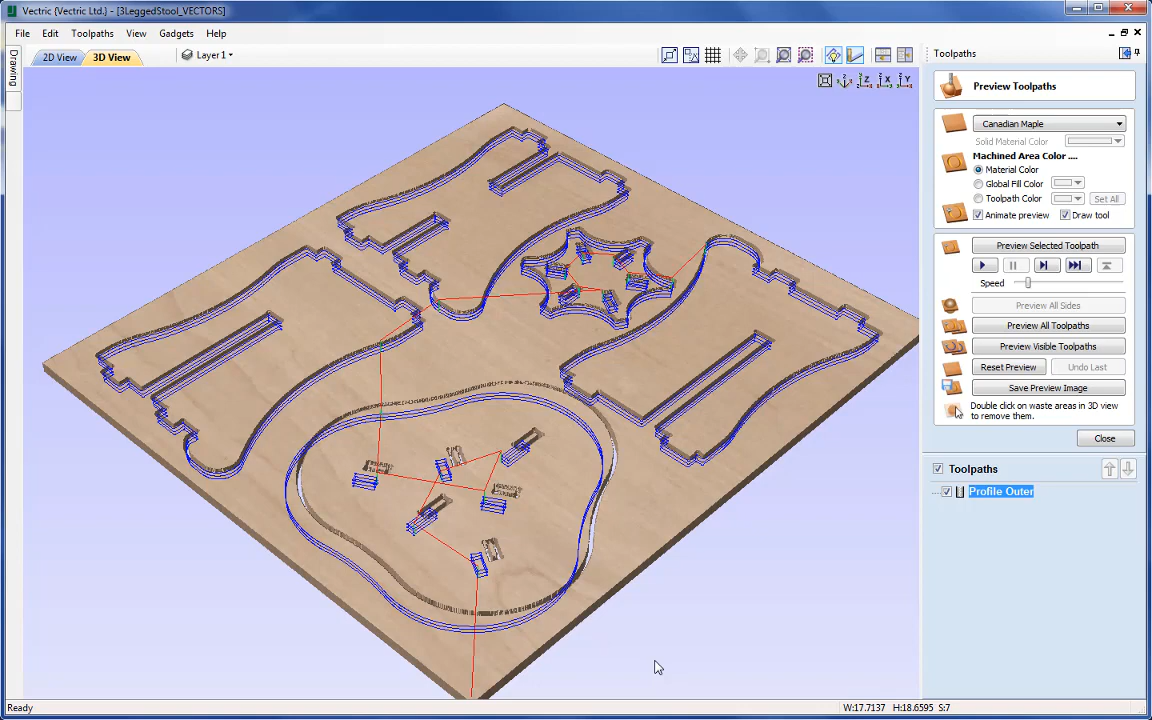 Vectric {Vectric Ltd.} - [3LeggedStool_VECTORS]
File Edit Toolpaths View Gadgets Help
2D View 3D View Layer 1
Drawing
Toolpaths
Preview Toolpaths
Canadian Maple
Solid Material Color
Machined Area Color ....
Material Color
Global Fill Color
Toolpath Color Set All
Animate preview Draw tool
Preview Selected Toolpath
Speed
Preview All Sides
Preview All Toolpaths
Preview Visible Toolpaths
Reset Preview Undo Last
Save Preview Image
Double click on waste areas in 3D view
to remove them.
Close
Toolpaths
Profile Outer
Z X Y
Ready W:17.7137 H:18.6595 S:7